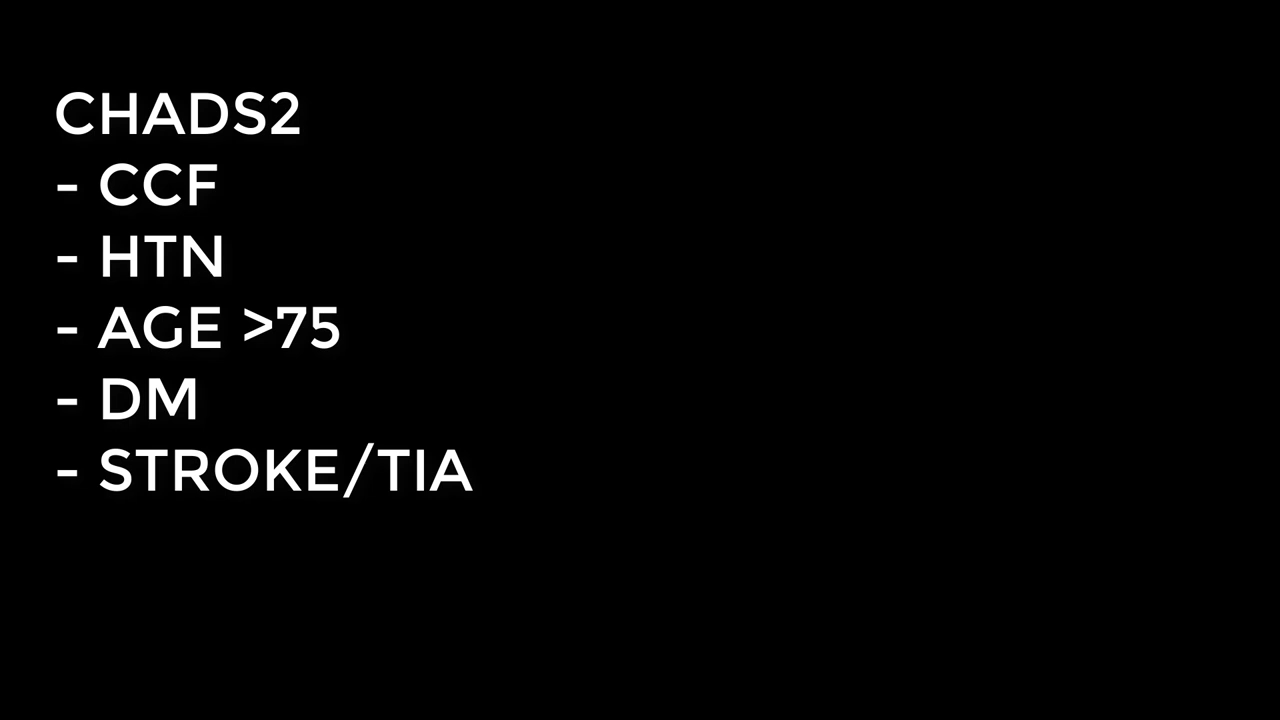 CHADS2
- CCF
- HTN
- AGE >75
- DM
- STROKE/TIA